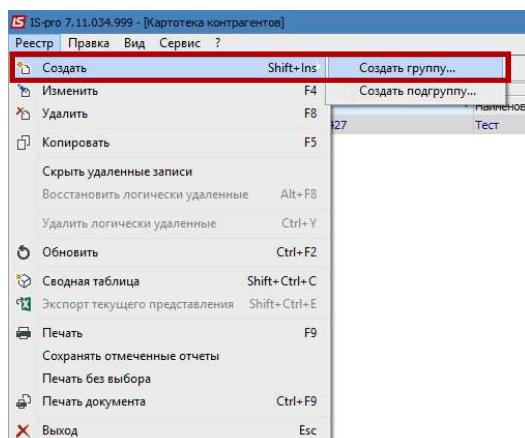 IS IS-pro 7.11.034.999 - [Картотека контрагентов]
Реестр Правка Вид Сервис ?
Создать Shift+Ins Создать группу...
Изменить F4 Создать подгруппу...
Удалить F8
427 Тест
Копировать F5
Скрыть удаленные записи
Восстановить логически удаленные Alt+F8
Удалить логически удаленные Ctrl+Y
Обновить Ctrl+F2
Сводная таблица Shift+Ctrl+C
Экспорт текущего представления Shift+Ctrl+E
Печать F9
Сохранять отмеченные отчеты
Печать без выбора
Печать документа Ctrl+F9
Выход Esc